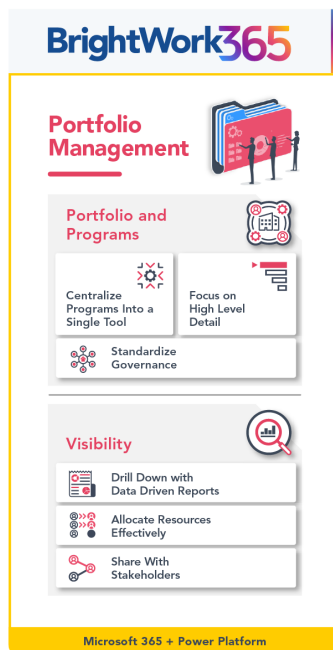 BrightWork365
Portfolio
Management
Portfolio and
Programs
Centralize
Programs Into a
Single Tool
Focus on
High Level
Detail
Standardize
Governance
Visibility
Drill Down with
Data Driven Reports
Allocate Resources
Effectively
Share With
Stakeholders
Microsoft 365 + Power Platform